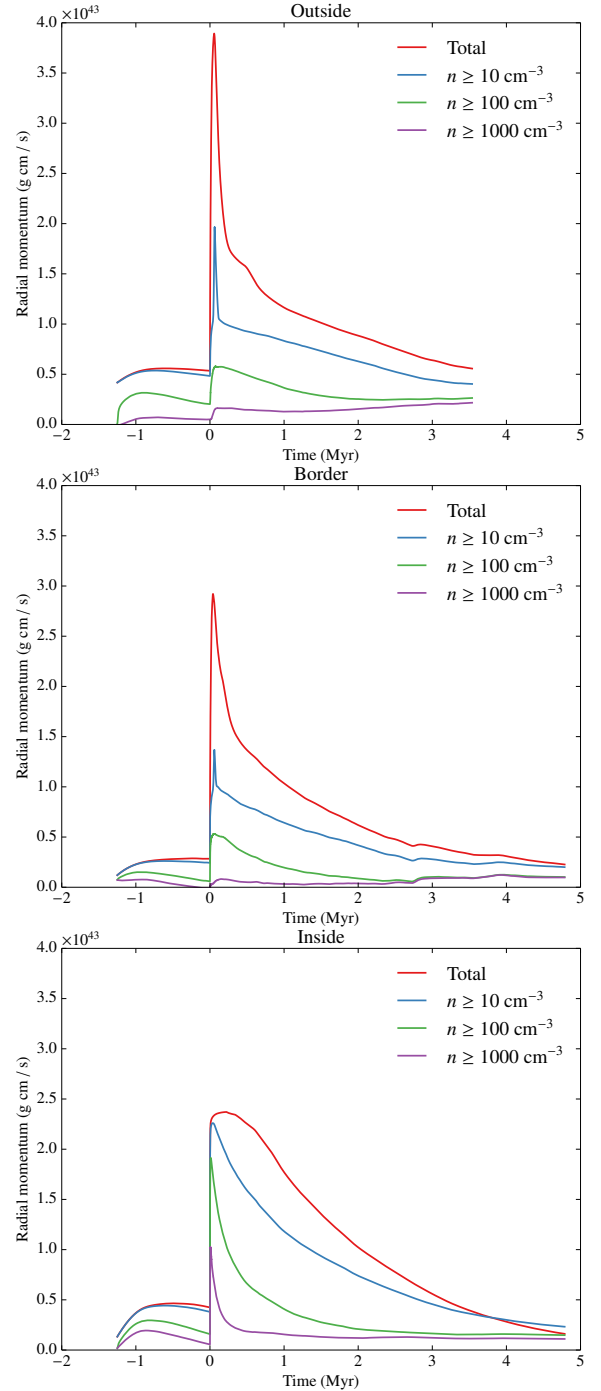 Outside
×10⁴³
4.0
3.5
3.0
2.5
2.0
1.5
1.0
0.5
0.0
Radial momentum (g cm / s)
Total
n ≥ 10 cm⁻³
n ≥ 100 cm⁻³
n ≥ 1000 cm⁻³
−2 −1 0 1 2 3 4 5
Time (Myr)
Border
×10⁴³
4.0
3.5
3.0
2.5
2.0
1.5
1.0
0.5
0.0
Radial momentum (g cm / s)
Total
n ≥ 10 cm⁻³
n ≥ 100 cm⁻³
n ≥ 1000 cm⁻³
−2 −1 0 1 2 3 4 5
Time (Myr)
Inside
×10⁴³
4.0
3.5
3.0
2.5
2.0
1.5
1.0
0.5
0.0
Radial momentum (g cm / s)
Total
n ≥ 10 cm⁻³
n ≥ 100 cm⁻³
n ≥ 1000 cm⁻³
−2 −1 0 1 2 3 4 5
Time (Myr)